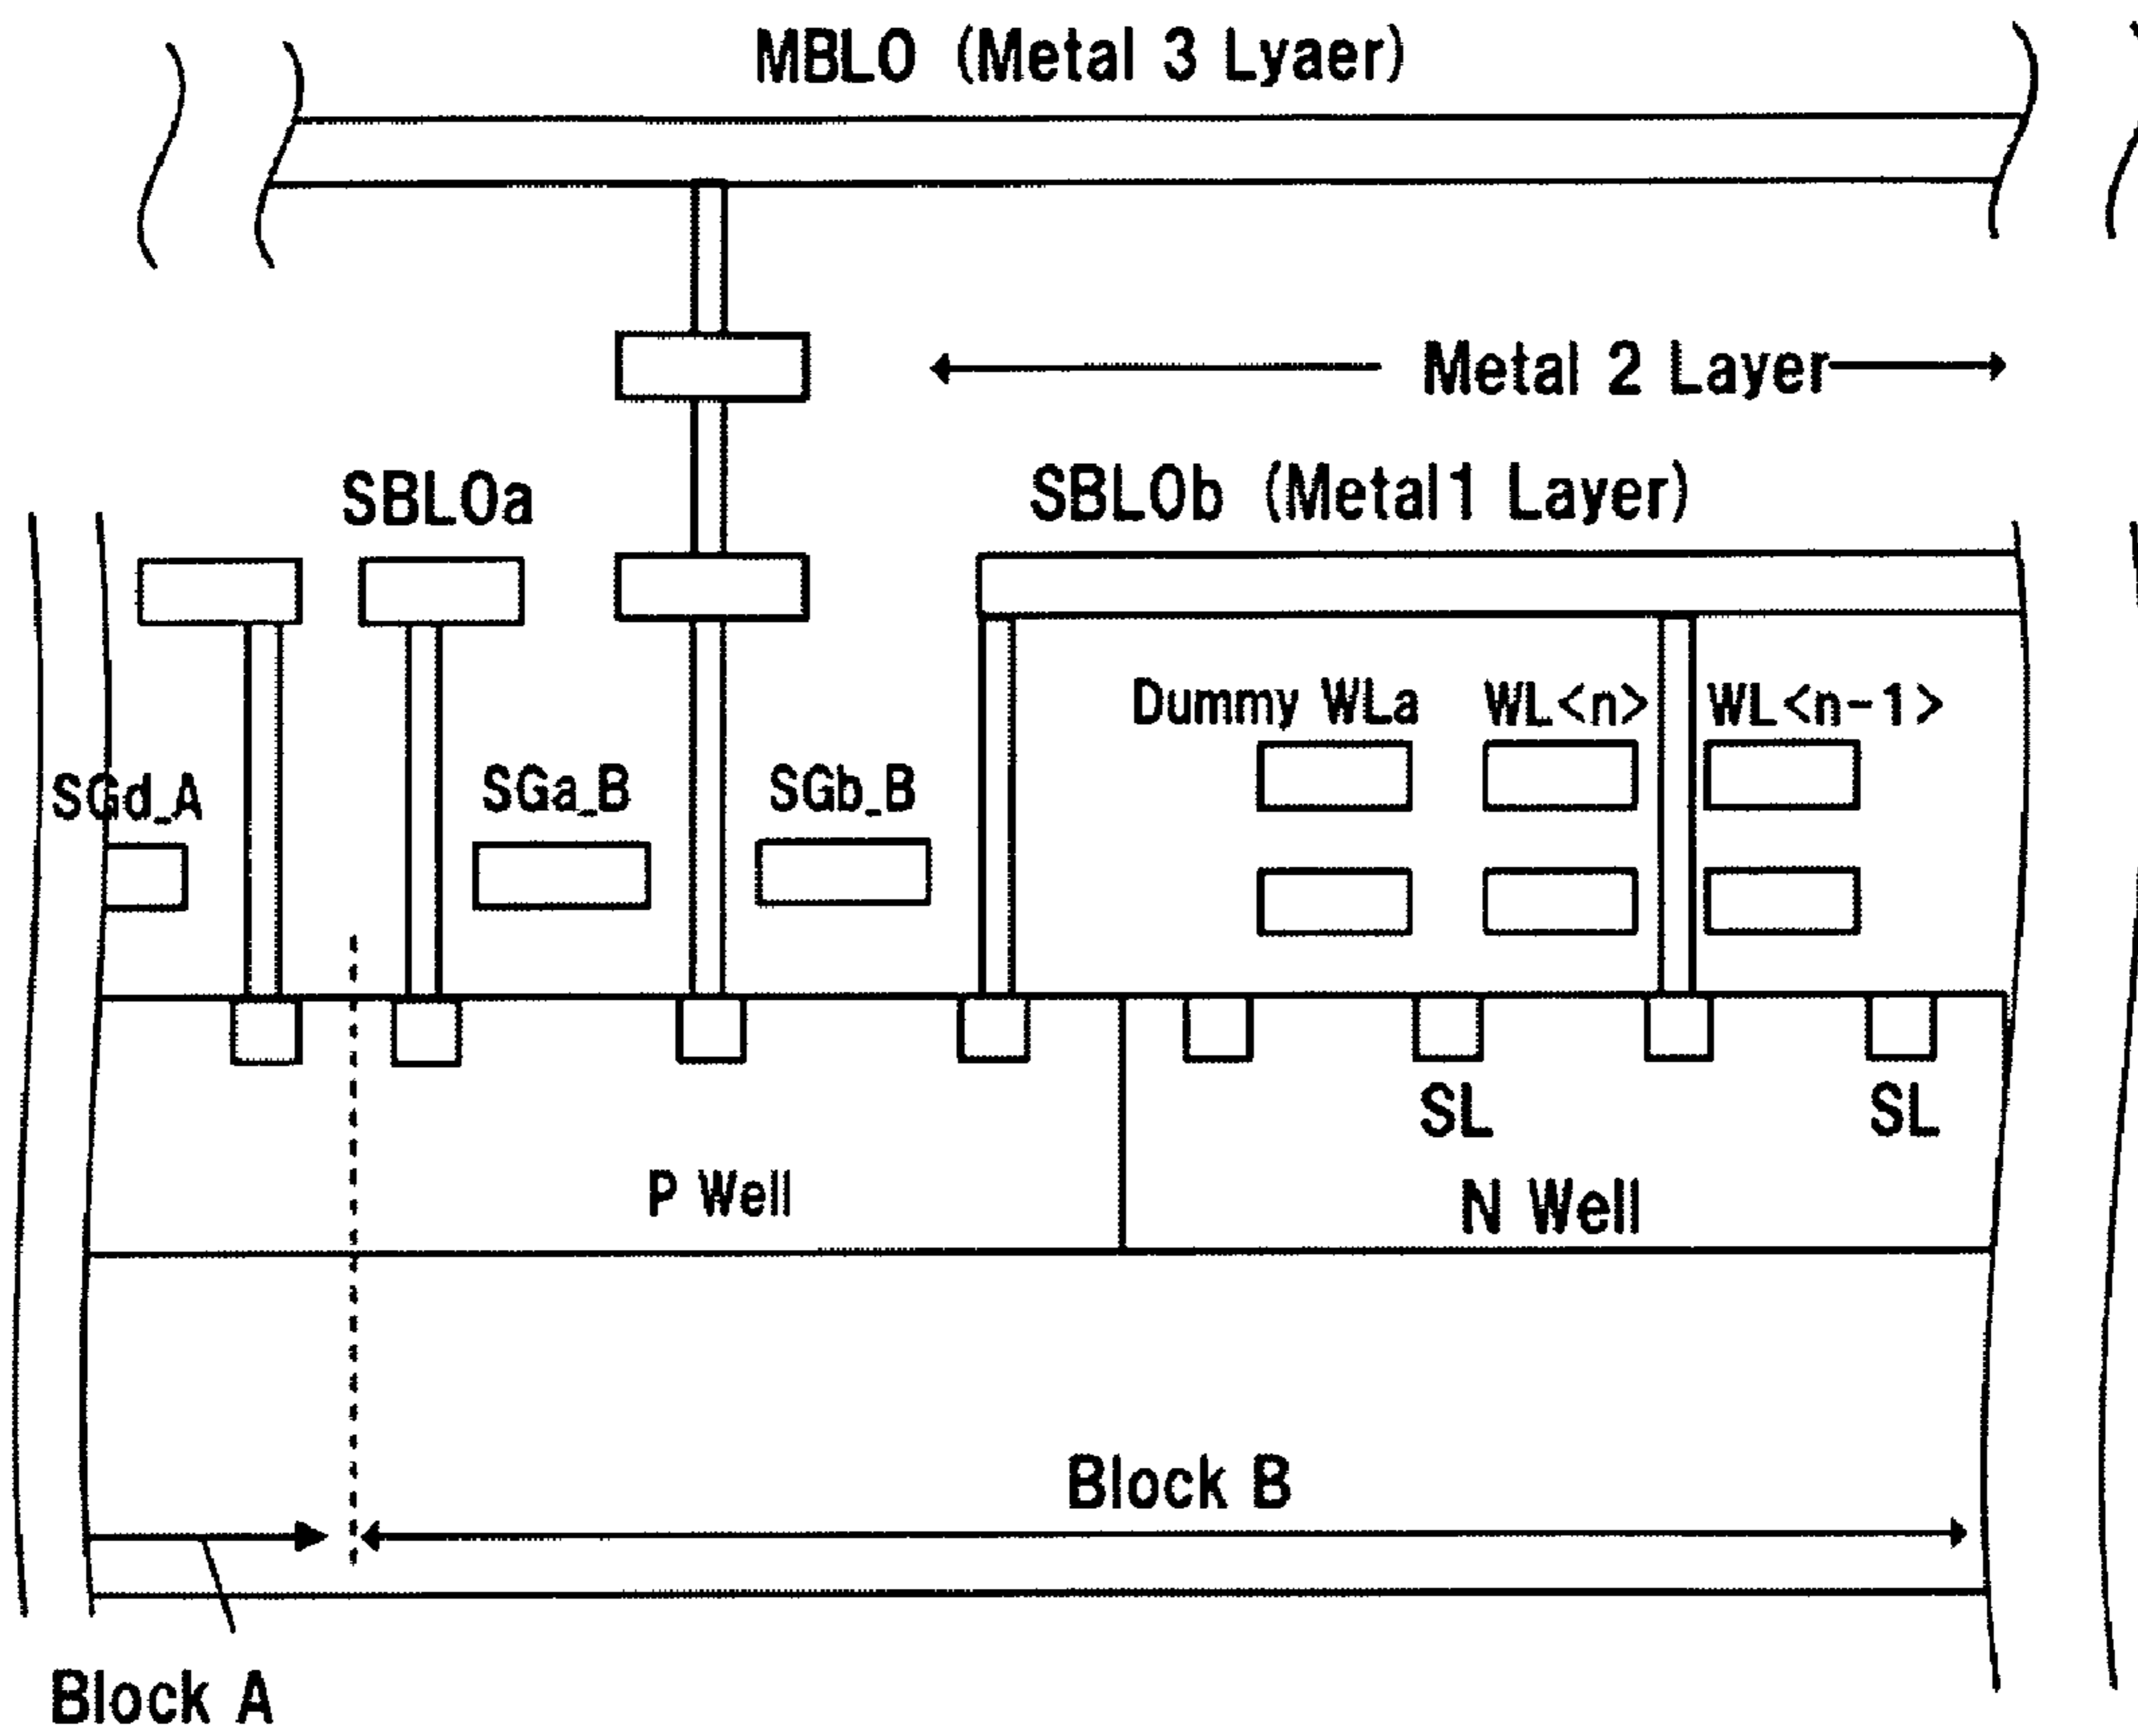 MBL0 (Metal 3 Lyaer)
Metal 2 Layer
SBL0a
SBL0b (Metal1 Layer)
Dummy WLa WL<n> WL<n-1>
SGd_A SGa_B SGb_B
SL SL
P Well N Well
Block B
Block A